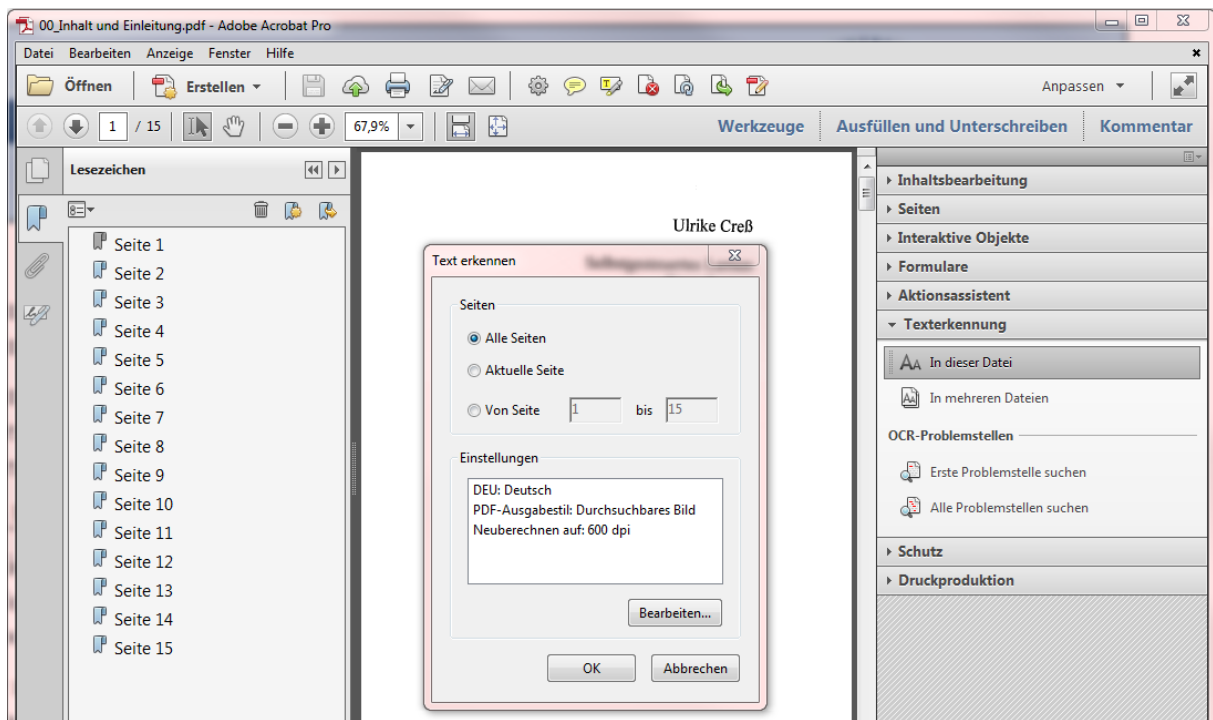 00_Inhalt und Einleitung.pdf - Adobe Acrobat Pro
Datei Bearbeiten Anzeige Fenster Hilfe
Öffnen Erstellen Anpassen
1 / 15 67,9% Werkzeuge Ausfüllen und Unterschreiben Kommentar
Lesezeichen
Seite 1
Seite 2
Seite 3
Seite 4
Seite 5
Seite 6
Seite 7
Seite 8
Seite 9
Seite 10
Seite 11
Seite 12
Seite 13
Seite 14
Seite 15
Ulrike Creß
Text erkennen
Seiten
Alle Seiten
Aktuelle Seite
Von Seite 1 bis 15
Einstellungen
DEU: Deutsch
PDF-Ausgabestil: Durchsuchbares Bild
Neuberechnen auf: 600 dpi
Bearbeiten...
OK Abbrechen
Inhaltsbearbeitung
Seiten
Interaktive Objekte
Formulare
Aktionsassistent
Texterkennung
In dieser Datei
In mehreren Dateien
OCR-Problemstellen
Erste Problemstelle suchen
Alle Problemstellen suchen
Schutz
Druckproduktion